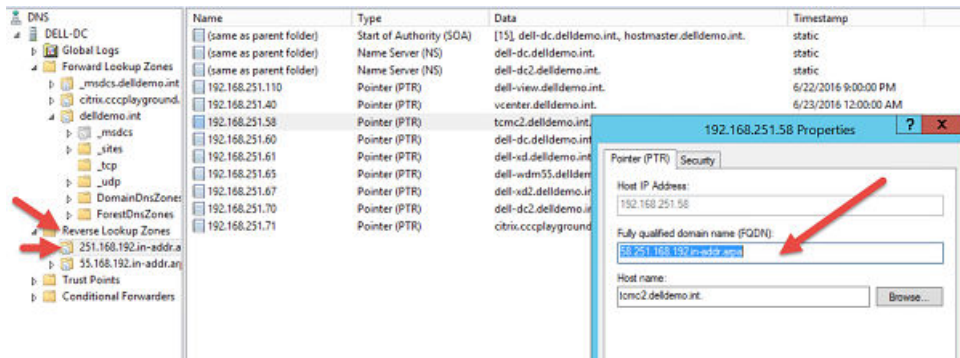 DNS
DELL-DC
Global Logs
Forward Lookup Zones
_msdcs.delldemo.int
citrix.cccplayground.
delldemo.int
_msdcs
_sites
_tcp
_udp
DomainDnsZones
ForestDnsZones
Reverse Lookup Zones
251.168.192.in-addr.a
55.168.192.in-addr.arp
Trust Points
Conditional Forwarders
Name Type Data Timestamp
(same as parent folder) Start of Authority (SOA) [15], dell-dc.delldemo.int., hostmaster.delldemo.int. static
(same as parent folder) Name Server (NS) dell-dc.delldemo.int. static
(same as parent folder) Name Server (NS) dell-dc2.delldemo.int. static
192.168.251.110 Pointer (PTR) dell-view.delldemo.int. 6/22/2016 9:00:00 PM
192.168.251.40 Pointer (PTR) vcenter.delldemo.int. 6/23/2016 12:00:00 AM
192.168.251.58 Pointer (PTR) tcmc2.delldemo.int.
192.168.251.60 Pointer (PTR) dell-dc.delldemo.int
192.168.251.61 Pointer (PTR) dell-xd.delldemo.int
192.168.251.65 Pointer (PTR) dell-wdm55.delldem
192.168.251.67 Pointer (PTR) dell-xd2.delldemo.in
192.168.251.70 Pointer (PTR) dell-dc2.delldemo.in
192.168.251.71 Pointer (PTR) citrix.cccplayground
192.168.251.58 Properties ? X
Pointer (PTR) Security
Host IP Address:
192.168.251.58
Fully qualified domain name (FQDN):
58.251.168.192.in-addr.arpa
Host name:
tcmc2.delldemo.int.
Browse...